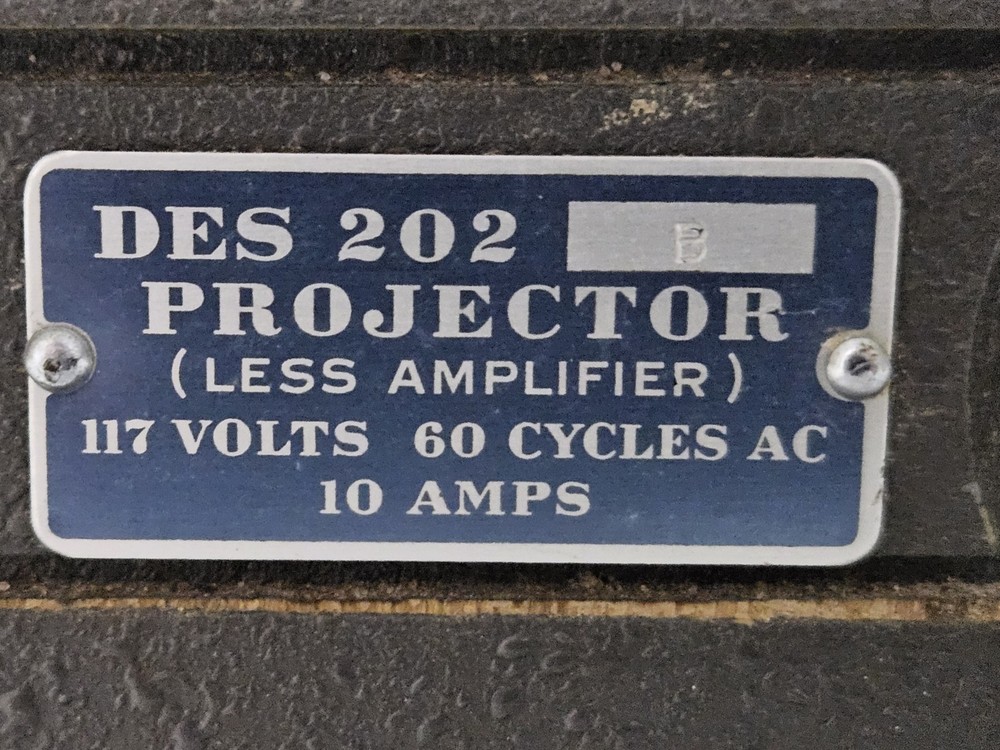 DES 202 B
PROJECTOR
(LESS AMPLIFIER)
117 VOLTS 60 CYCLES AC
10 AMPS